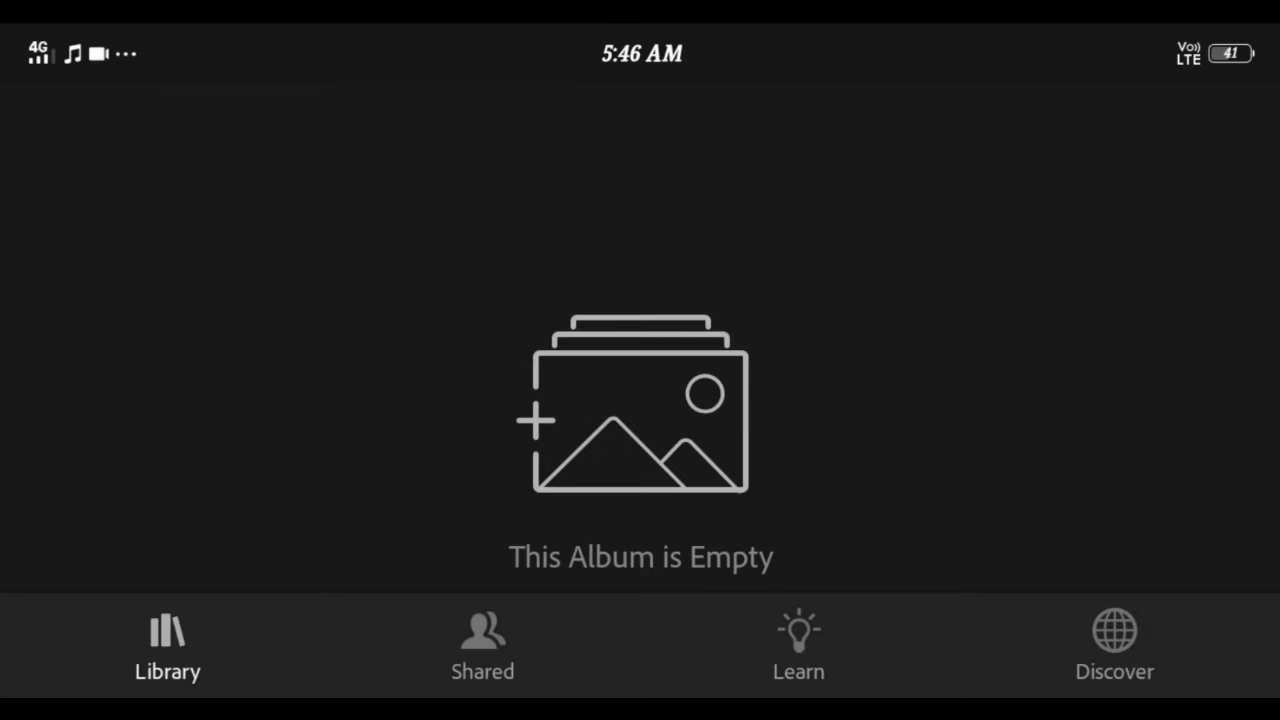 4G
5:46 AM
Vo)) LTE
41
This Album is Empty
Library
Shared
Learn
Discover